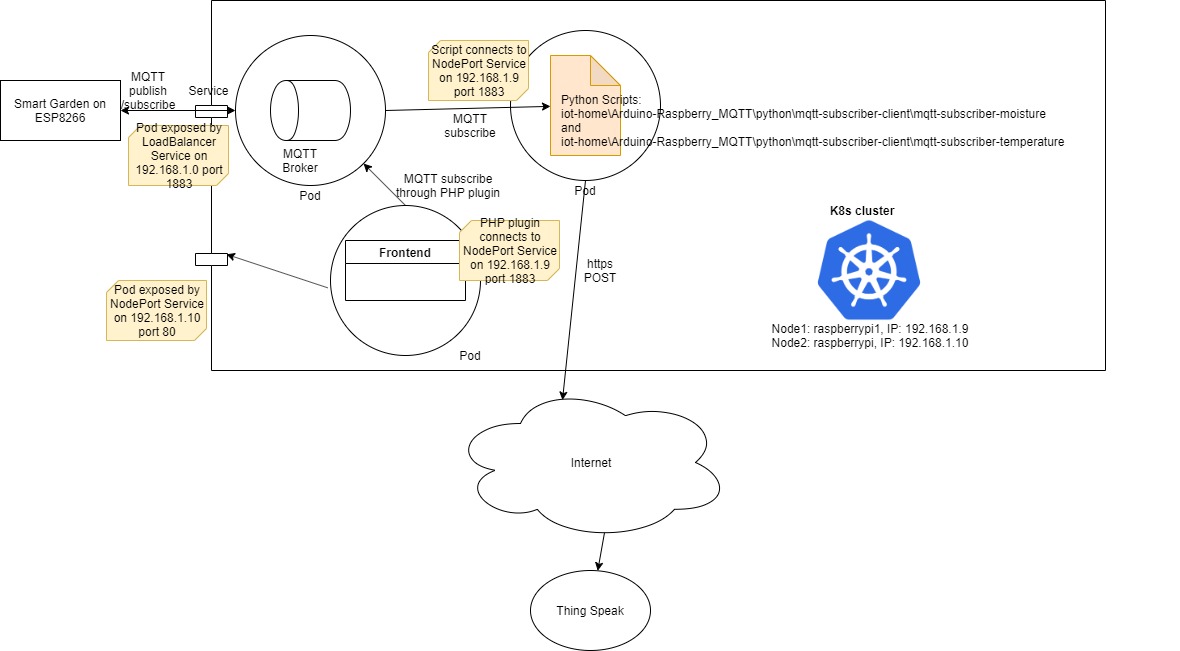 Smart Garden on
ESP8266
MQTT
publish
/subscribe
Service
Pod exposed by
LoadBalancer
Service on
192.168.1.0 port
1883
MQTT
Broker
Pod
Script connects to
NodePort Service
on 192.168.1.9
port 1883
MQTT
subscribe
Python Scripts:
iot-home\Arduino-Raspberry_MQTT\python\mqtt-subscriber-client\mqtt-subscriber-moisture
and
iot-home\Arduino-Raspberry_MQTT\python\mqtt-subscriber-client\mqtt-subscriber-temperature
Pod
MQTT subscribe
through PHP plugin
PHP plugin
connects to
NodePort Service
on 192.168.1.9
port 1883
Frontend
Pod
Pod exposed by
NodePort Service
on 192.168.1.10
port 80
https
POST
K8s cluster
Node1: raspberrypi1, IP: 192.168.1.9
Node2: raspberrypi, IP: 192.168.1.10
Internet
Thing Speak